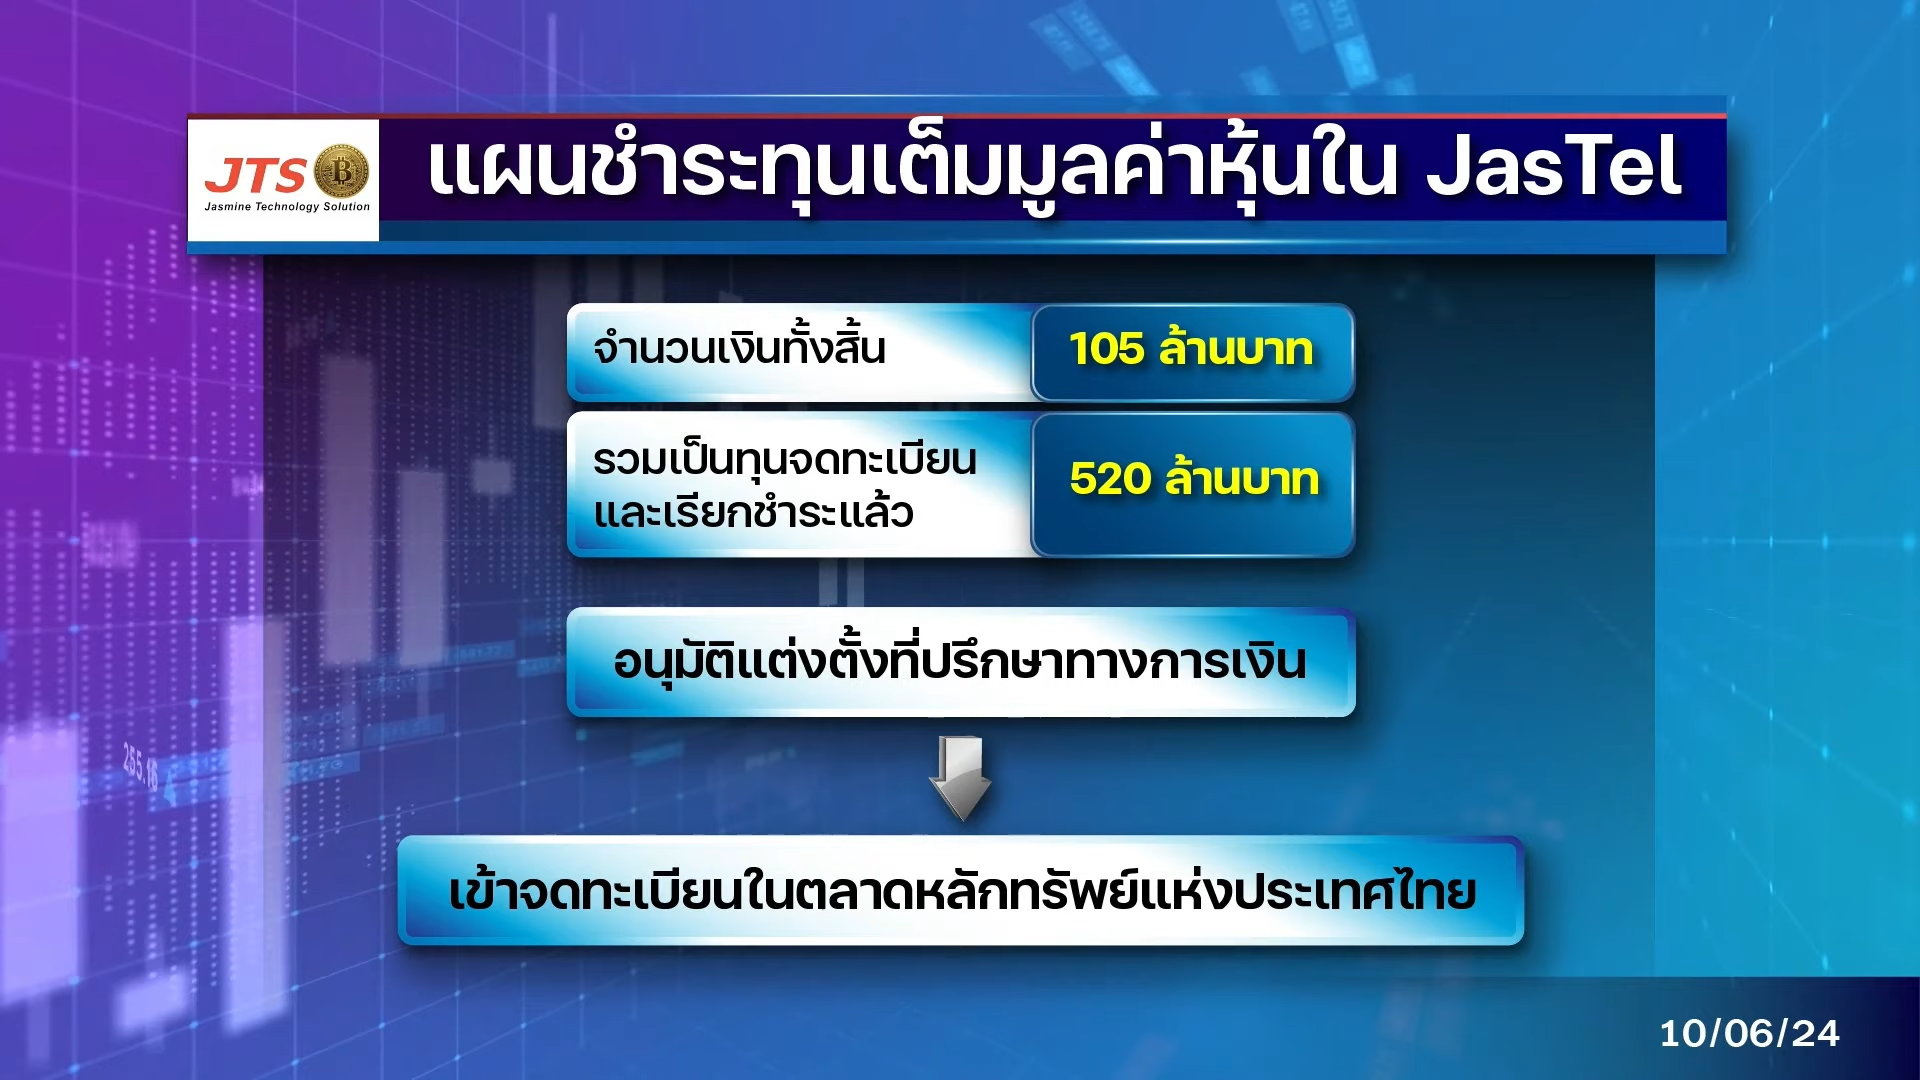 JTS
Jasmine Technology Solution
แผนชำระทุนเต็มมูลค่าหุ้นใน JasTel
จำนวนเงินทั้งสิ้น 105 ล้านบาท
รวมเป็นทุนจดทะเบียน
และเรียกชำระแล้ว
520 ล้านบาท
อนุมัติแต่งตั้งที่ปรึกษาทางการเงิน
255.16
เข้าจดทะเบียนในตลาดหลักทรัพย์แห่งประเทศไทย
10/06/24